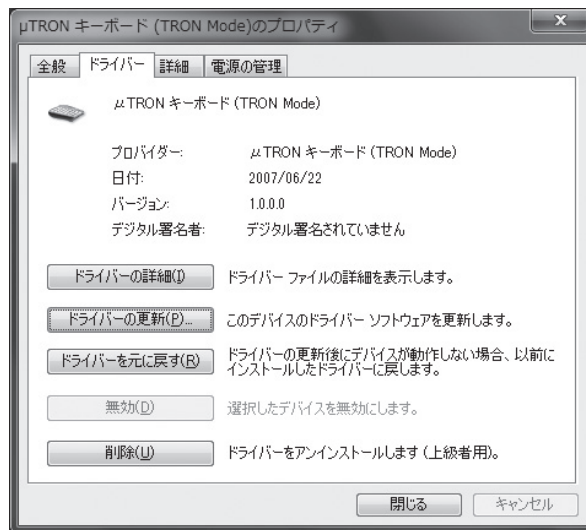 μTRON キーボード (TRON Mode)のプロパティ
全般 ドライバー 詳細 電源の管理
μTRON キーボード (TRON Mode)
プロバイダー: μTRON キーボード (TRON Mode)
日付: 2007/06/22
バージョン: 1.0.0.0
デジタル署名者: デジタル署名されていません
ドライバーの詳細(I) ドライバー ファイルの詳細を表示します。
ドライバーの更新(P)... このデバイスのドライバー ソフトウェアを更新します。
ドライバーを元に戻す(R) ドライバーの更新後にデバイスが動作しない場合、以前に
インストールしたドライバーに戻します。
無効(D) 選択したデバイスを無効にします。
削除(U) ドライバーをアンインストールします (上級者用)。
閉じる キャンセル